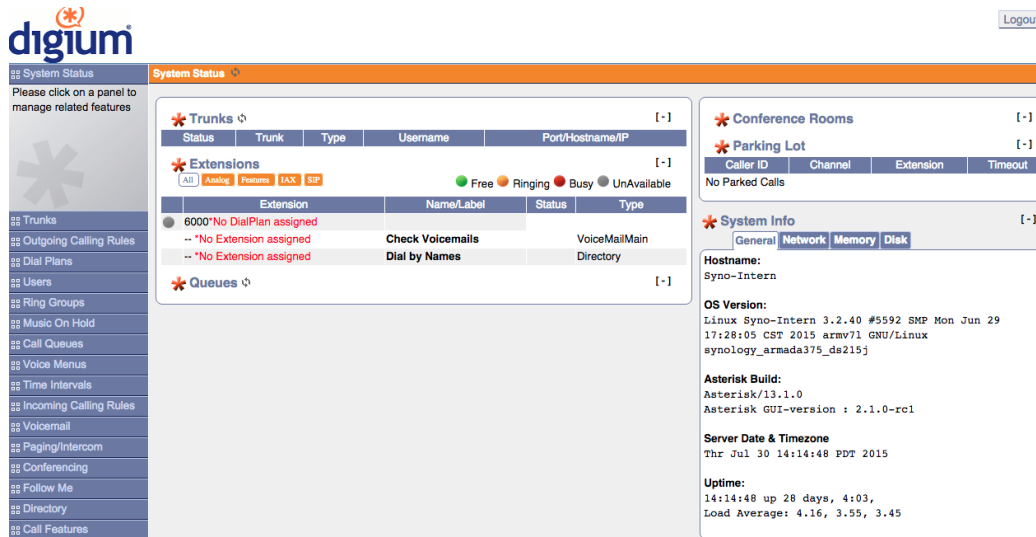 digium
Logout
System Status
System Status
Please click on a panel to
manage related features
Trunks
Outgoing Calling Rules
Dial Plans
Users
Ring Groups
Music On Hold
Call Queues
Voice Menus
Time Intervals
Incoming Calling Rules
Voicemail
Paging/Intercom
Conferencing
Follow Me
Directory
Call Features
Trunks [-]
Status Trunk Type Username Port/Hostname/IP
Extensions [-]
All Analog Features IAX SIP
Free Ringing Busy UnAvailable
Extension Name/Label Status Type
6000*No DialPlan assigned
-- *No Extension assigned Check Voicemails VoiceMailMain
-- *No Extension assigned Dial by Names Directory
Queues [-]
Conference Rooms [-]
Parking Lot [-]
Caller ID Channel Extension Timeout
No Parked Calls
System Info [-]
General Network Memory Disk
Hostname:
Syno-Intern
OS Version:
Linux Syno-Intern 3.2.40 #5592 SMP Mon Jun 29
17:28:05 CST 2015 armv7l GNU/Linux
synology_armada375_ds215j
Asterisk Build:
Asterisk/13.1.0
Asterisk GUI-version : 2.1.0-rc1
Server Date & Timezone
Thr Jul 30 14:14:48 PDT 2015
Uptime:
14:14:48 up 28 days, 4:03,
Load Average: 4.16, 3.55, 3.45